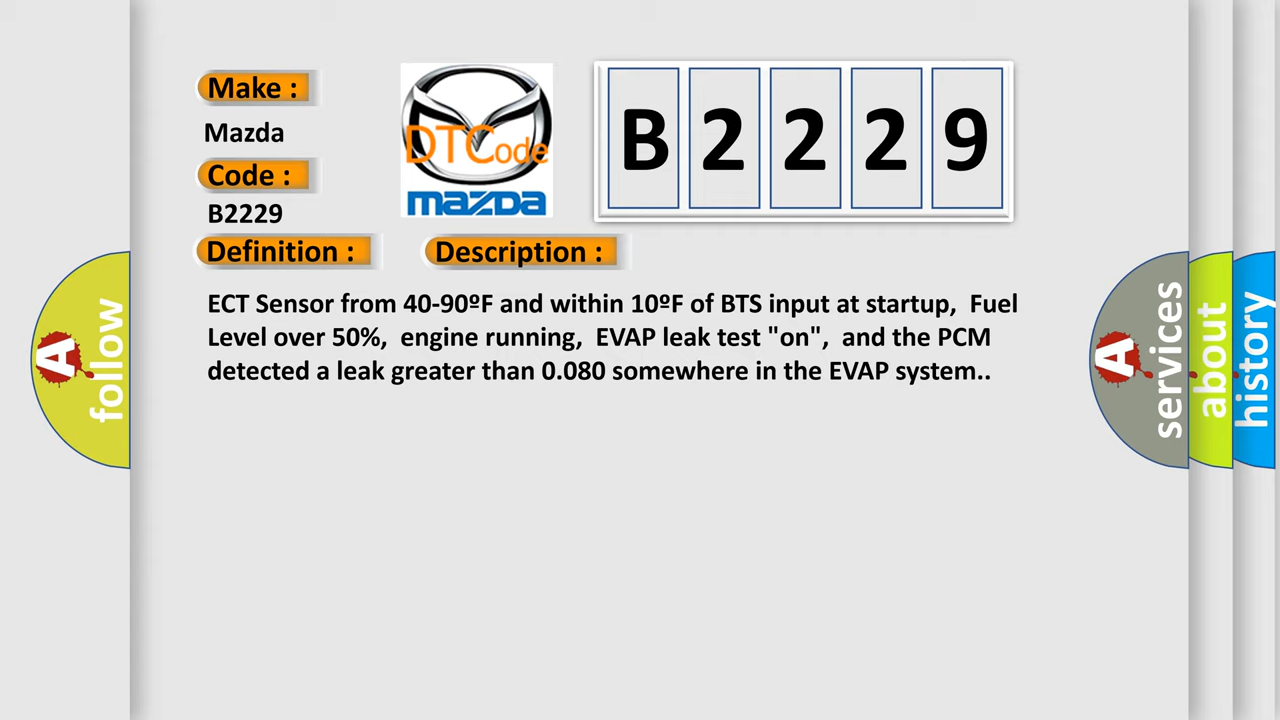 Make :
Mazda
Code :
B2229
Definition :
Description :
DTCode
mazda
B 2 2 2 9
ECT Sensor from 40-90ºF and within 10ºF of BTS input at startup,  Fuel
Level over 50%,  engine running,  EVAP leak test "on",  and the PCM
detected a leak greater than 0.080 somewhere in the EVAP system..
A follow
A services
about
history